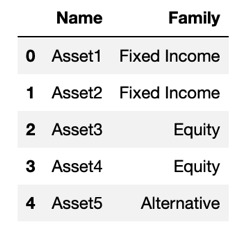 Name Family
0 Asset1 Fixed Income
1 Asset2 Fixed Income
2 Asset3 Equity
3 Asset4 Equity
4 Asset5 Alternative